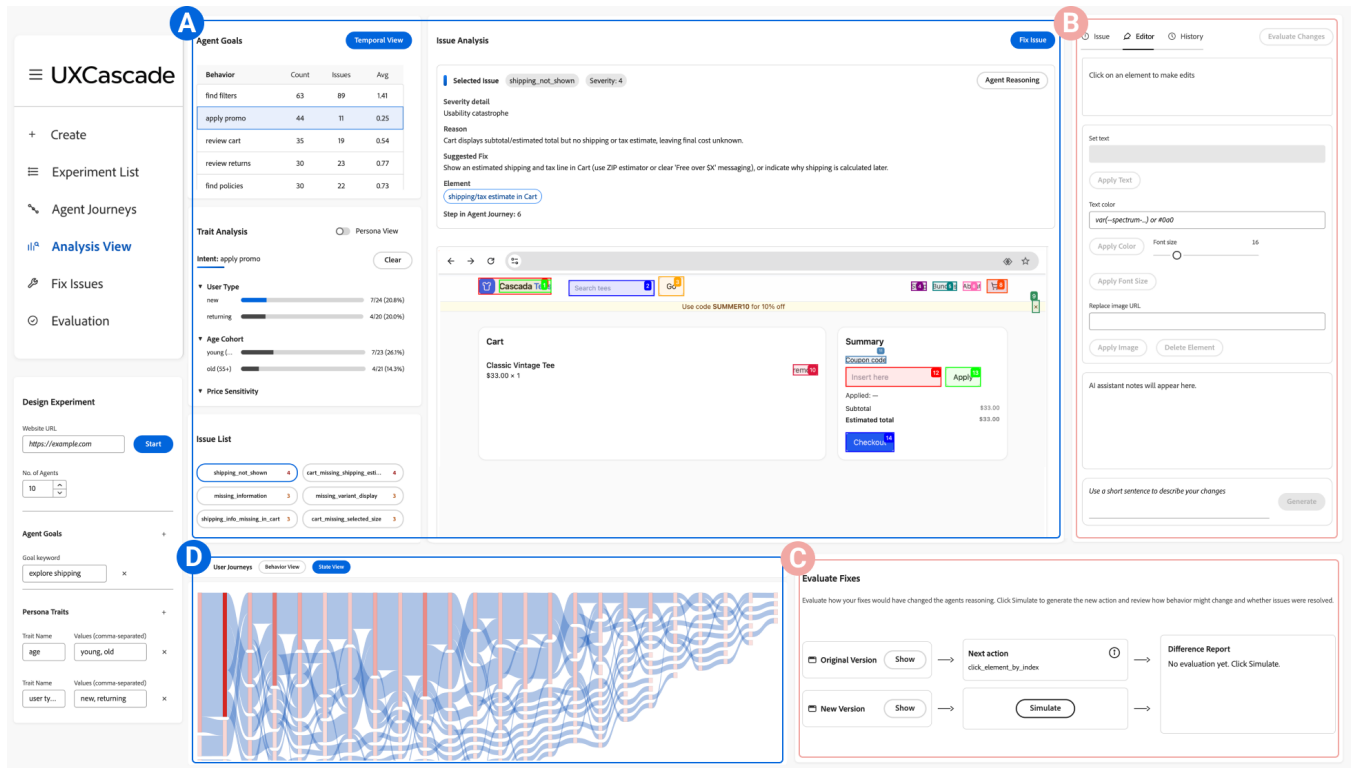 UXCascade
+ Create
Experiment List
Agent Journeys
Analysis View
Fix Issues
Evaluation
Design Experiment
Website URL
https://example.com
Start
No. of Agents
10
Agent Goals +
Goal keyword
explore shipping ×
Persona Traits +
Trait Name Values (comma-separated)
age young, old ×
Trait Name Values (comma-separated)
user ty... new, returning ×
A
Agent Goals Temporal View
Behavior Count Issues Avg
find filters 63 89 1.41
apply promo 44 11 0.25
review cart 35 19 0.54
review returns 30 23 0.77
find policies 30 22 0.73
Trait Analysis Persona View
Intent: apply promo Clear
User Type
new 7/24 (20.8%)
returning 4/20 (20.0%)
Age Cohort
young (... 7/23 (26.1%)
old (55+) 4/21 (14.3%)
Price Sensitivity
Issue List
shipping_not_shown 4 cart_missing_shipping_esti... 4
missing_information 3 missing_variant_display 3
shipping_info_missing_in_cart 3 cart_missing_selected_size 3
Issue Analysis Fix Issue
Selected Issue shipping_not_shown Severity: 4 Agent Reasoning
Severity detail
Usability catastrophe
Reason
Cart displays subtotal/estimated total but no shipping or tax estimate, leaving final cost unknown.
Suggested Fix
Show an estimated shipping and tax line in Cart (use ZIP estimator or clear 'Free over $X' messaging), or indicate why shipping is calculated later.
Element
shipping/tax estimate in Cart
Step in Agent Journey: 6
Cascada Search tees 2 Go
9
Use code SUMMER10 for 10% off ×
Cart
Classic Vintage Tee
$33.00 × 1
10
Summary
Coupon code
Insert here 12 Apply
Applied: —
Subtotal $33.00
Estimated total $33.00
Checkout 14
B
Issue Editor History Evaluate Changes
Click on an element to make edits
Set text
Apply Text
Text color
var(--spectrum-...) or #0a0
Apply Color Font size 16
Apply Font Size
Replace image URL
Apply Image Delete Element
AI assistant notes will appear here.
Use a short sentence to describe your changes
Generate
D
User Journeys Behavior View State View
C
Evaluate Fixes
Evaluate how your fixes would have changed the agents reasoning. Click Simulate to generate the new action and review how behavior might change and whether issues were resolved.
Original Version Show
Next action
click_element_by_index
Difference Report
No evaluation yet. Click Simulate.
New Version Show
Simulate